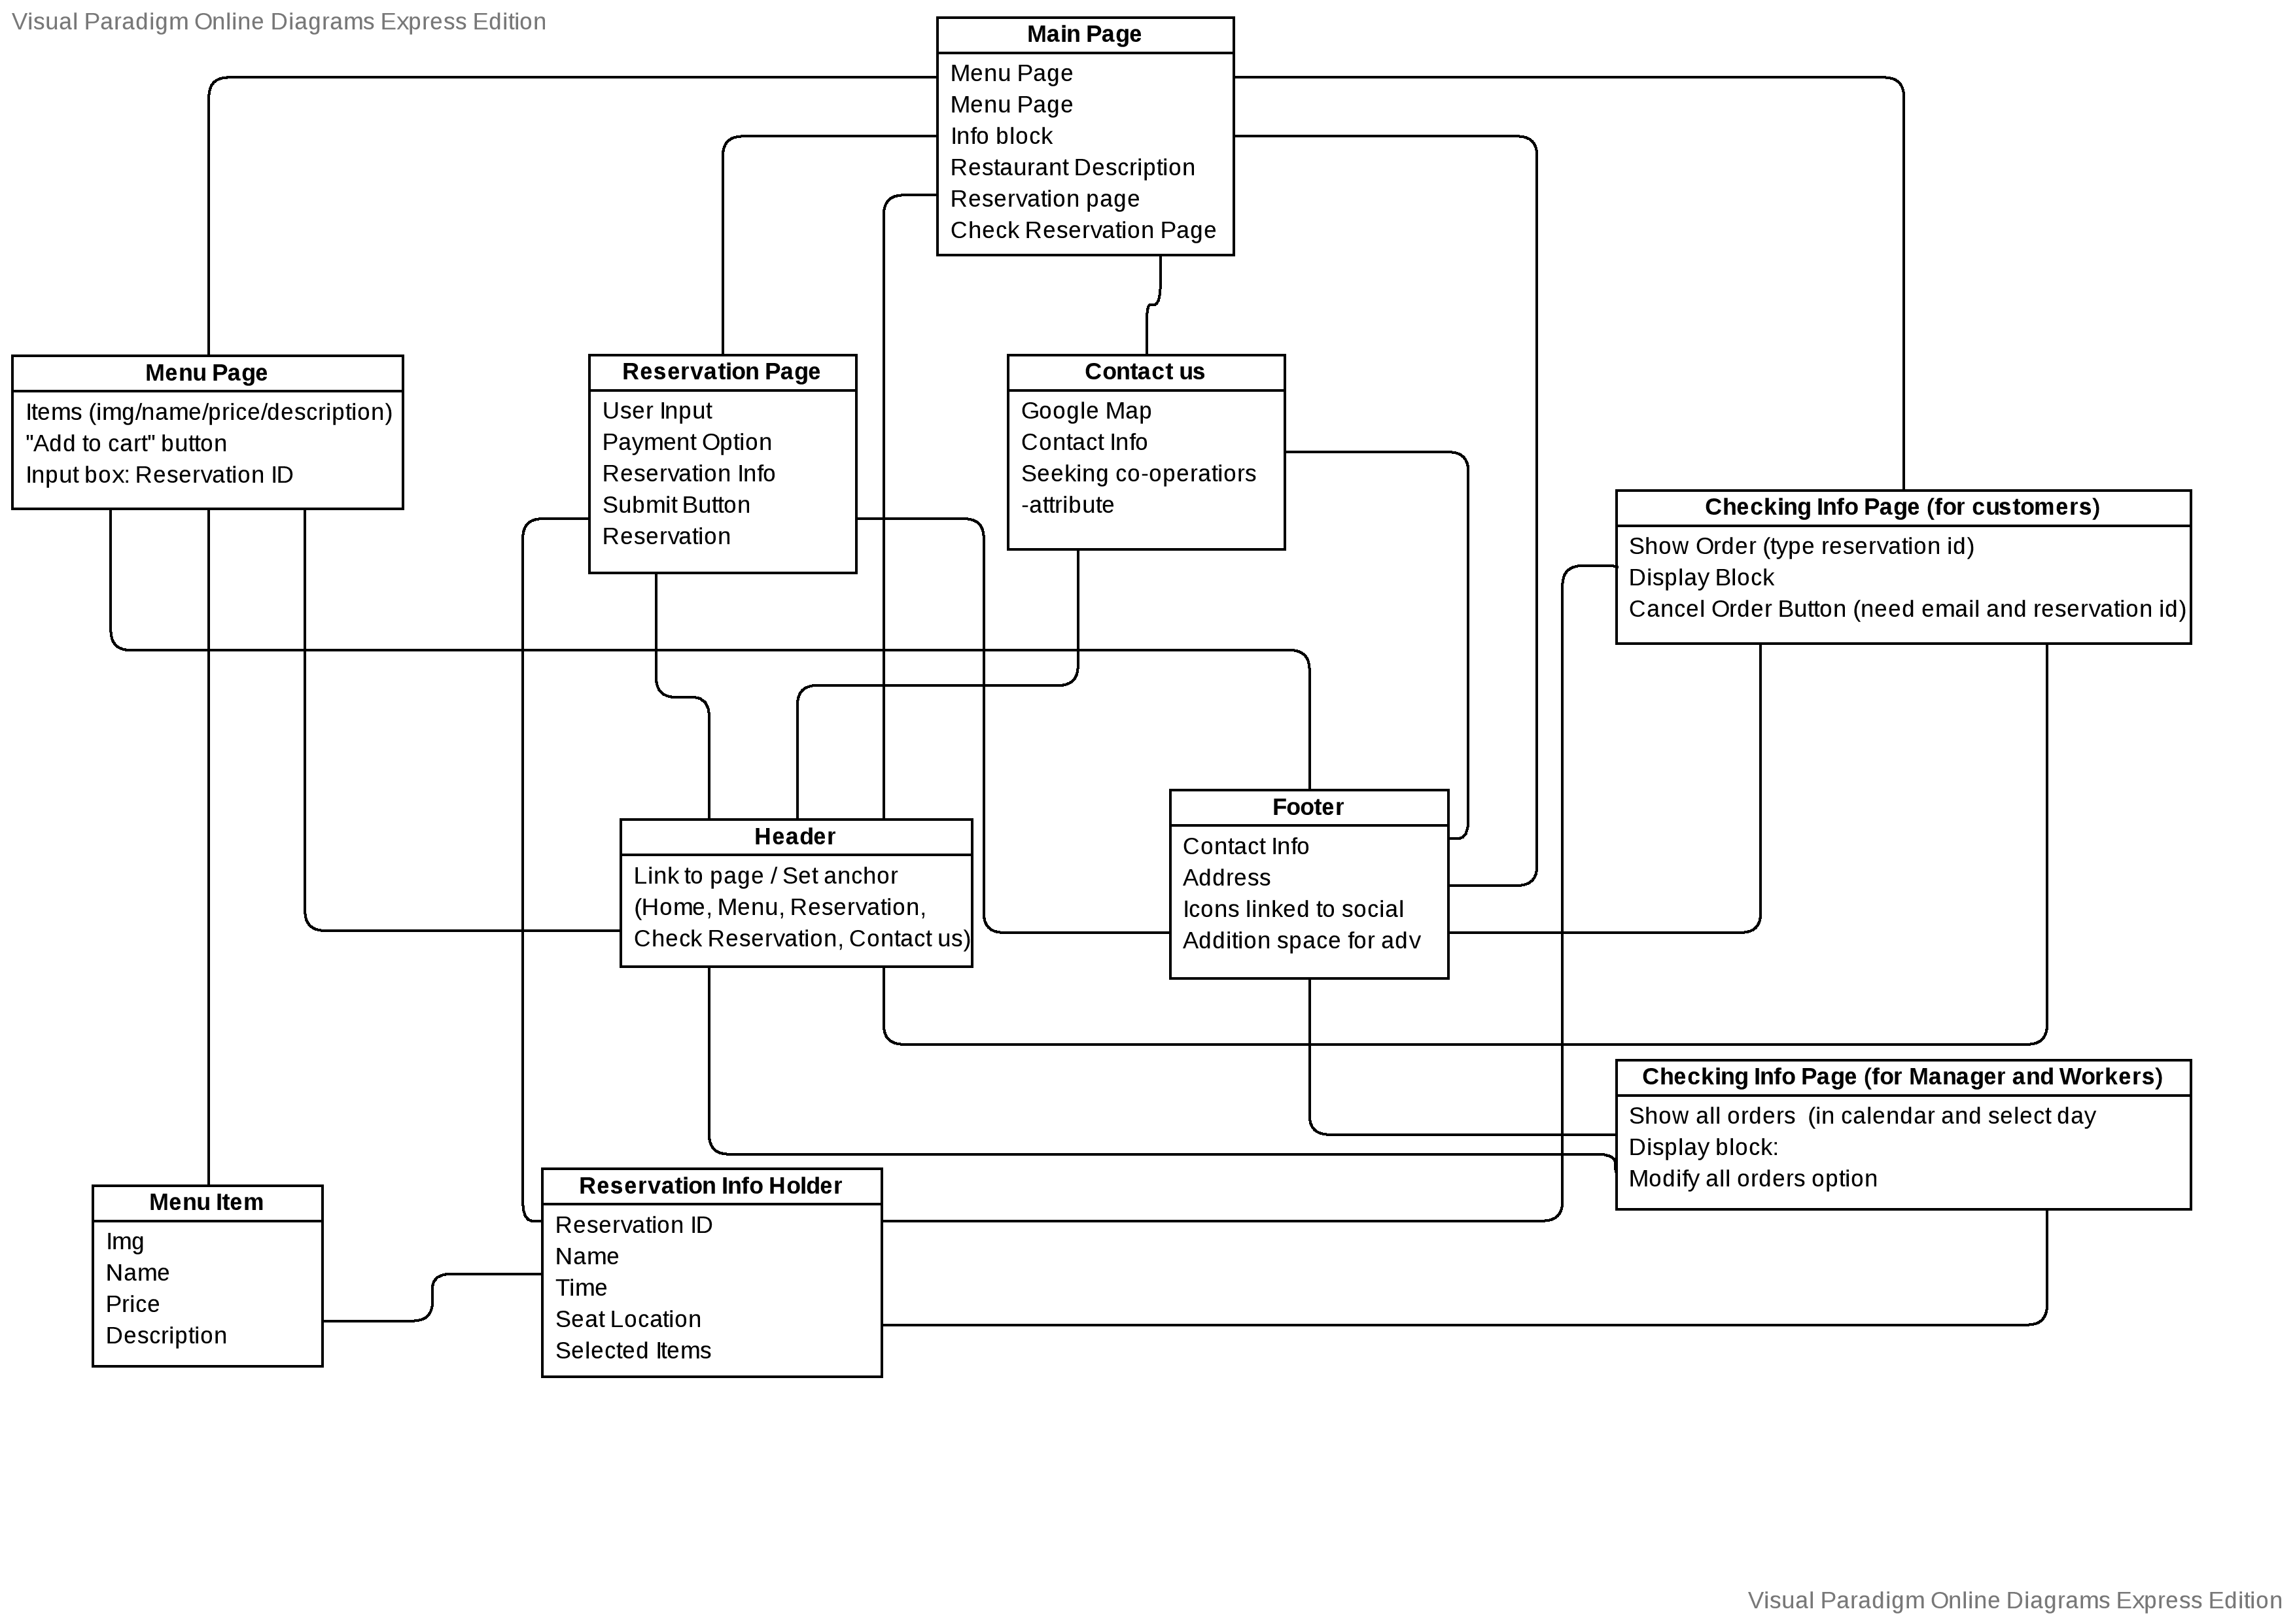 Visual Paradigm Online Diagrams Express Edition
Main Page
Menu Page
Menu Page
Info block
Restaurant Description
Reservation page
Check Reservation Page
Menu Page
Items (img/name/price/description)
"Add to cart" button
Input box: Reservation ID
Reservation Page
User Input
Payment Option
Reservation Info
Submit Button
Reservation
Contact us
Google Map
Contact Info
Seeking co-operatiors
-attribute
Checking Info Page (for customers)
Show Order (type reservation id)
Display Block
Cancel Order Button (need email and reservation id)
Header
Link to page / Set anchor
(Home, Menu, Reservation,
Check Reservation, Contact us)
Footer
Contact Info
Address
Icons linked to social
Addition space for adv
Checking Info Page (for Manager and Workers)
Show all orders  (in calendar and select day
Display block:
Modify all orders option
Menu Item
Img
Name
Price
Description
Reservation Info Holder
Reservation ID
Name
Time
Seat Location
Selected Items
Visual Paradigm Online Diagrams Express Edition